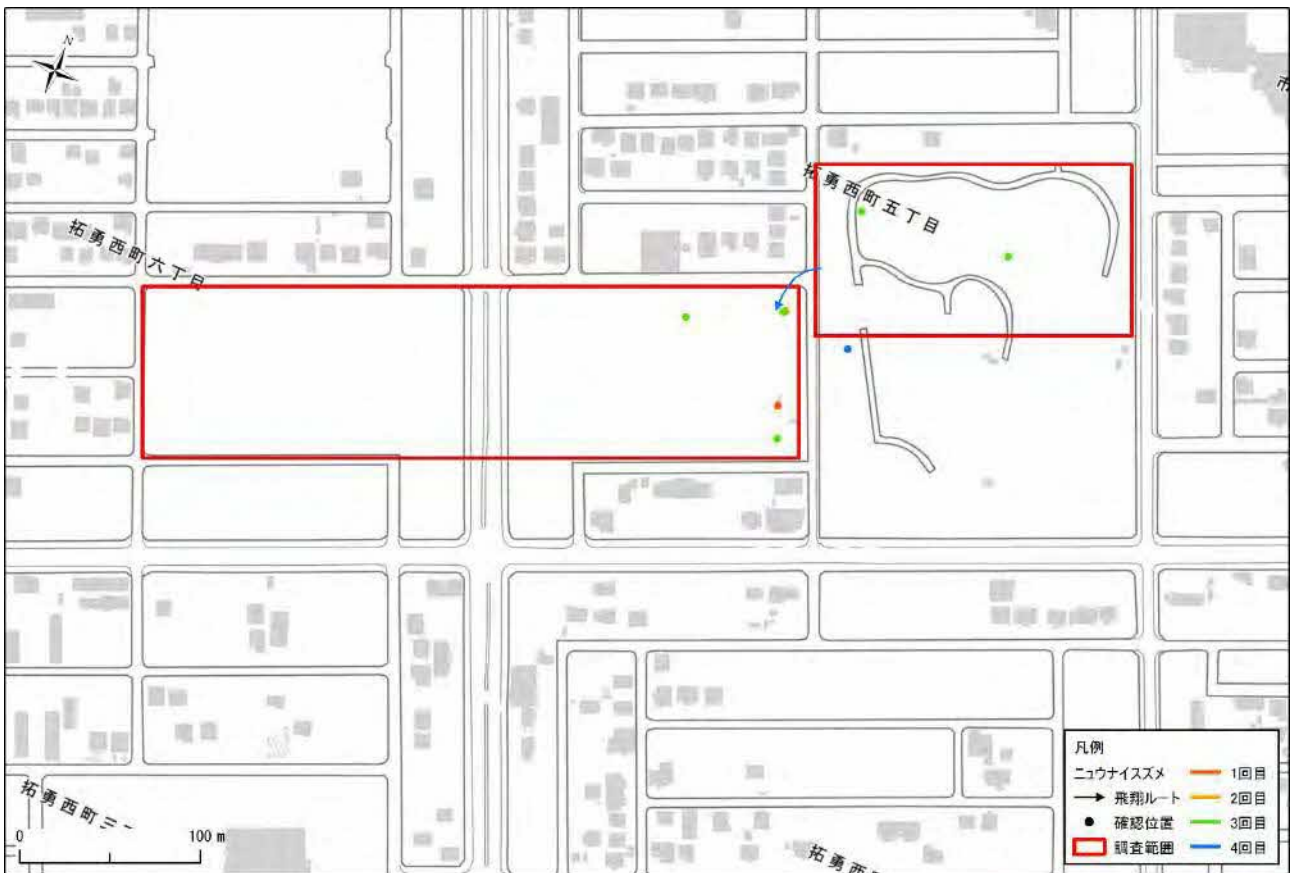 N
市
拓勇西町五丁目
拓勇西町六丁目
拓勇西町三
拓勇西
0 100 m
凡例
ニュウナイスズメ
飛翔ルート
確認位置
調査範囲
1回目
2回目
3回目
4回目